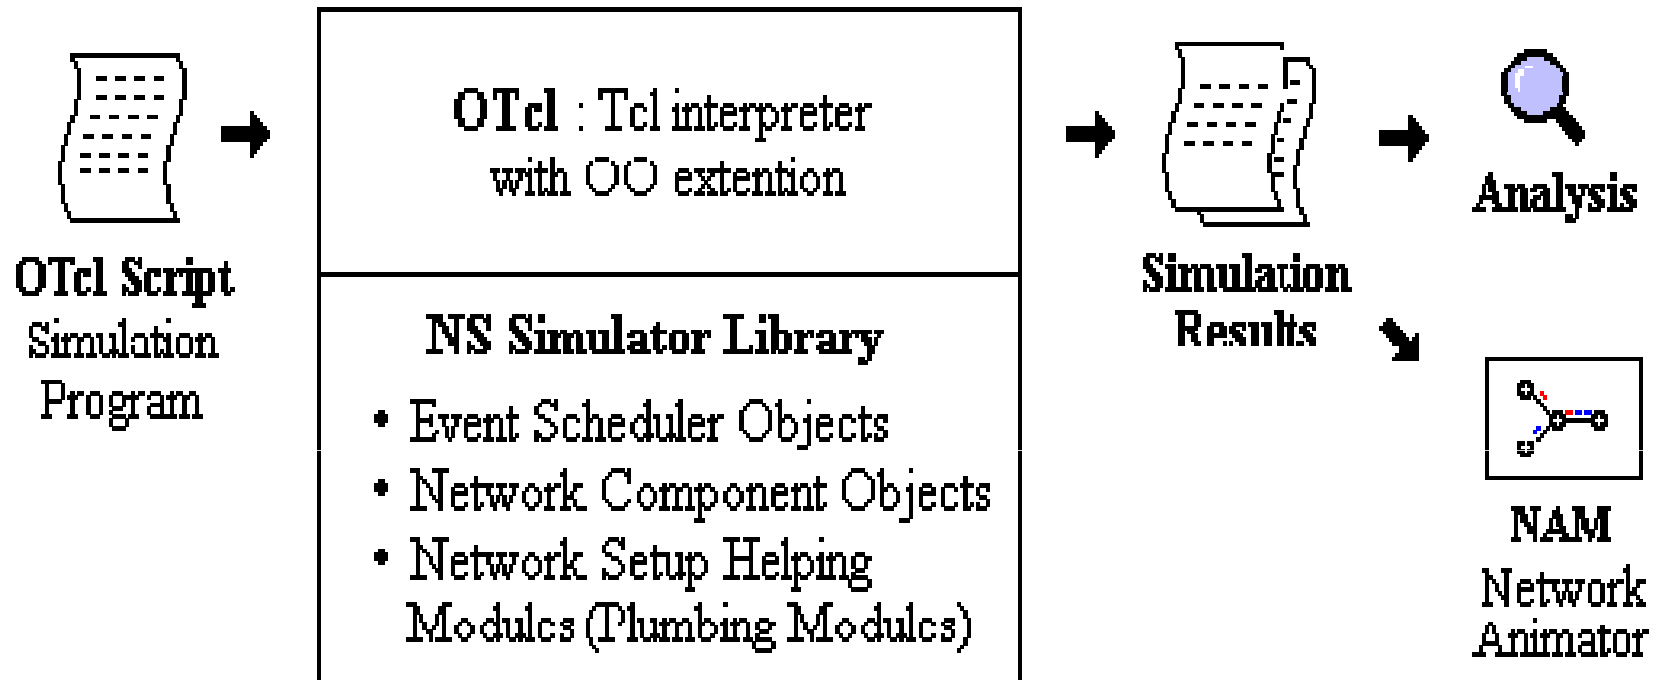 OTcl Script
Simulation
Program
OTcl : Tcl interpreter
with OO extention
NS Simulator Library
• Event Scheduler Objects
• Network Component Objects
• Network Setup Helping
Modules (Plumbing Modules)
Simulation
Results
Analysis
NAM
Network
Animator